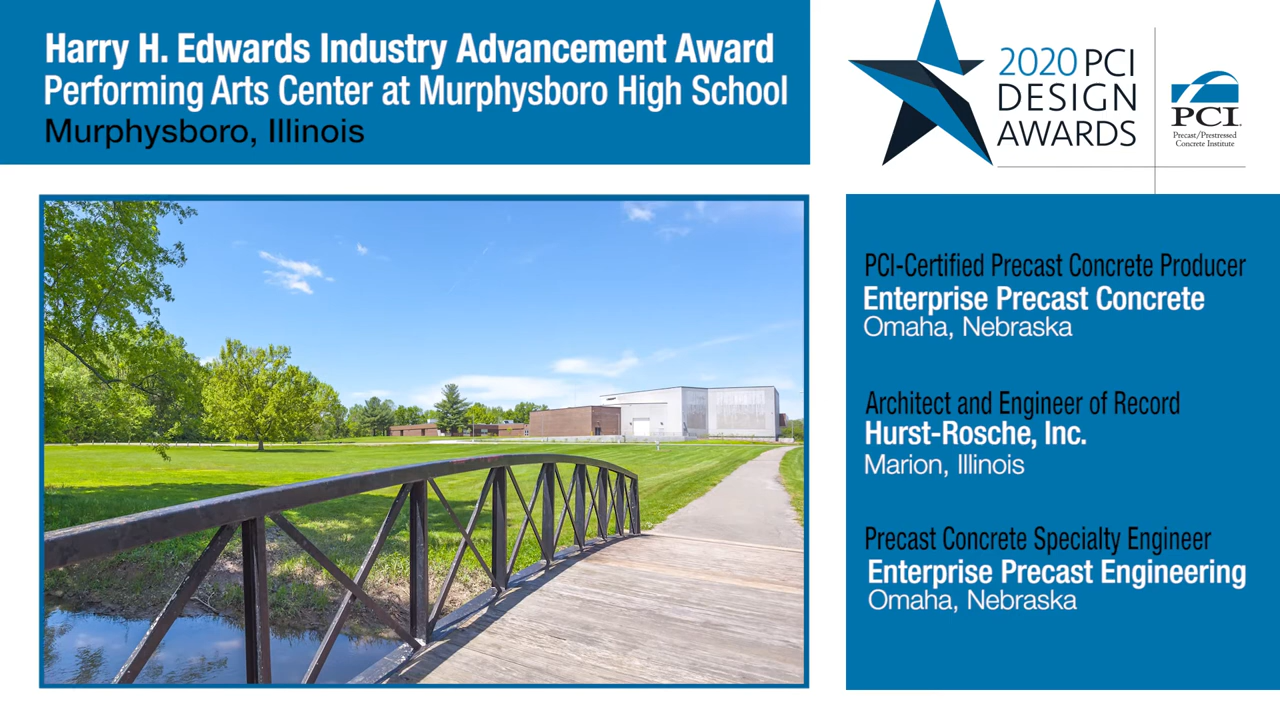 Harry H. Edwards Industry Advancement Award
Performing Arts Center at Murphysboro High School
Murphysboro, Illinois
2020 PCI
DESIGN
AWARDS
PCI
Precast/Prestressed
Concrete Institute
PCI-Certified Precast Concrete Producer
Enterprise Precast Concrete
Omaha, Nebraska
Architect and Engineer of Record
Hurst-Rosche, Inc.
Marion, Illinois
Precast Concrete Specialty Engineer
Enterprise Precast Engineering
Omaha, Nebraska